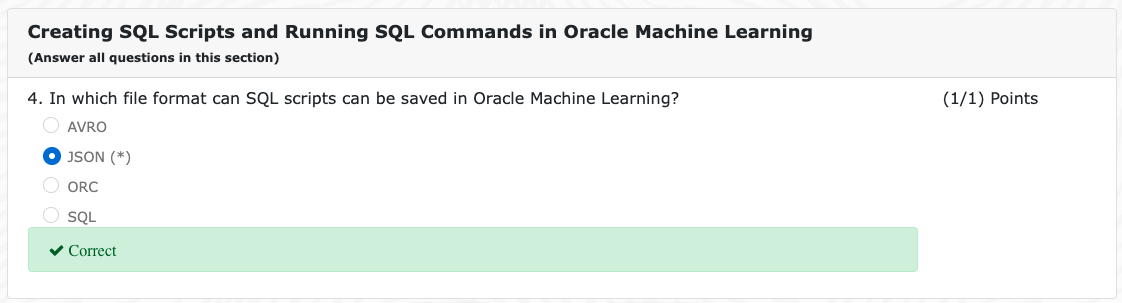 Creating SQL Scripts and Running SQL Commands in Oracle Machine Learning
(Answer all questions in this section)
4. In which file format can SQL scripts can be saved in Oracle Machine Learning? (1/1) Points
AVRO
JSON (*)
ORC
SQL
Correct